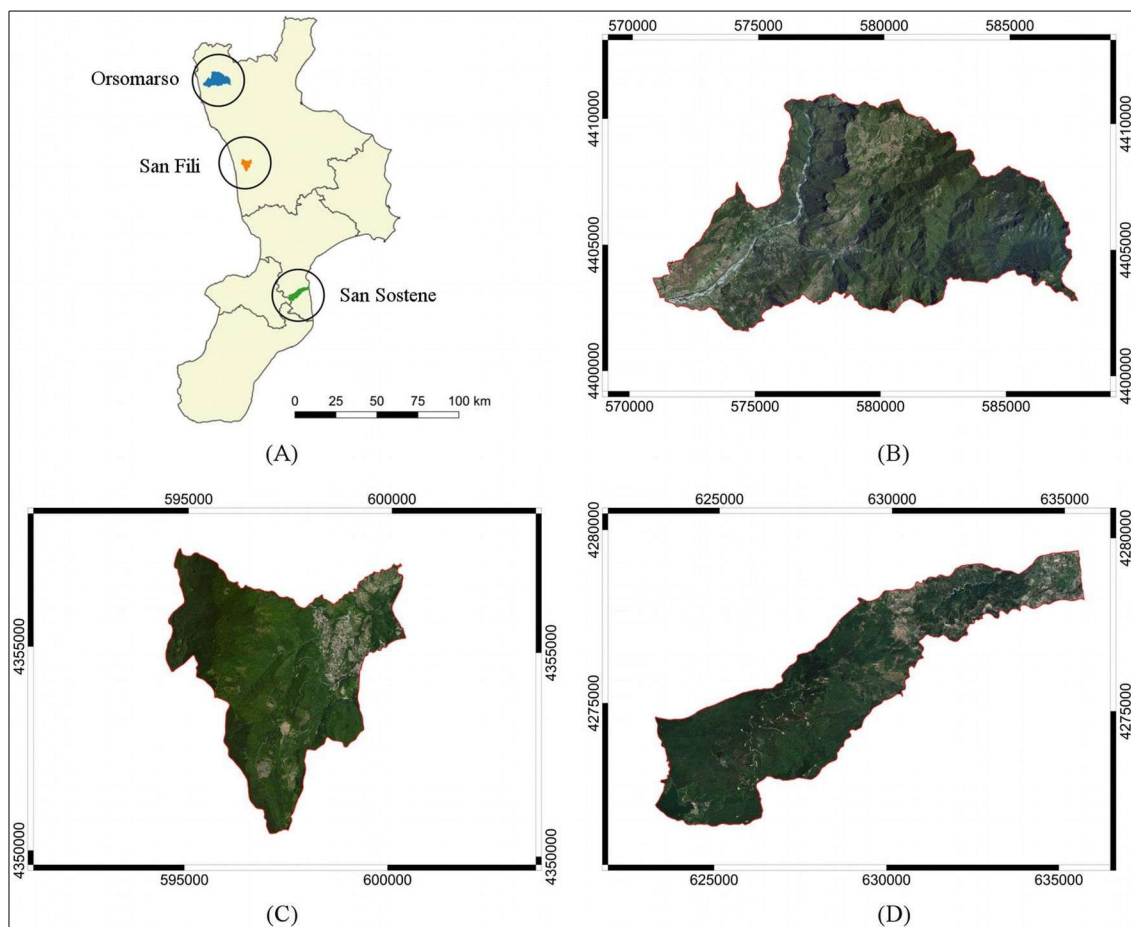 Orsomarso
San Fili
San Sostene
0 25 50 75 100 km
(A)
570000 575000 580000 585000
4410000 4410000
4405000 4405000
4400000 4400000
570000 575000 580000 585000
(B)
595000 600000
4355000 4355000
4350000 4350000
595000 600000
(C)
625000 630000 635000
4280000 4280000
4275000 4275000
625000 630000 635000
(D)